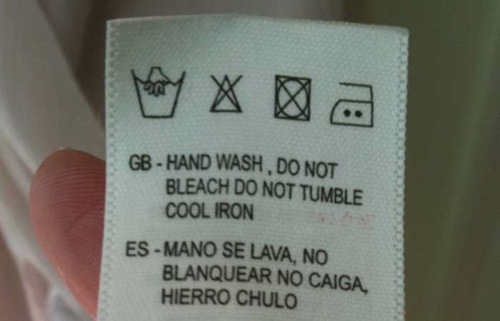 GB - HAND WASH , DO NOT
BLEACH DO NOT TUMBLE
COOL IRON
ES - MANO SE LAVA, NO
BLANQUEAR NO CAIGA,
HIERRO CHULO